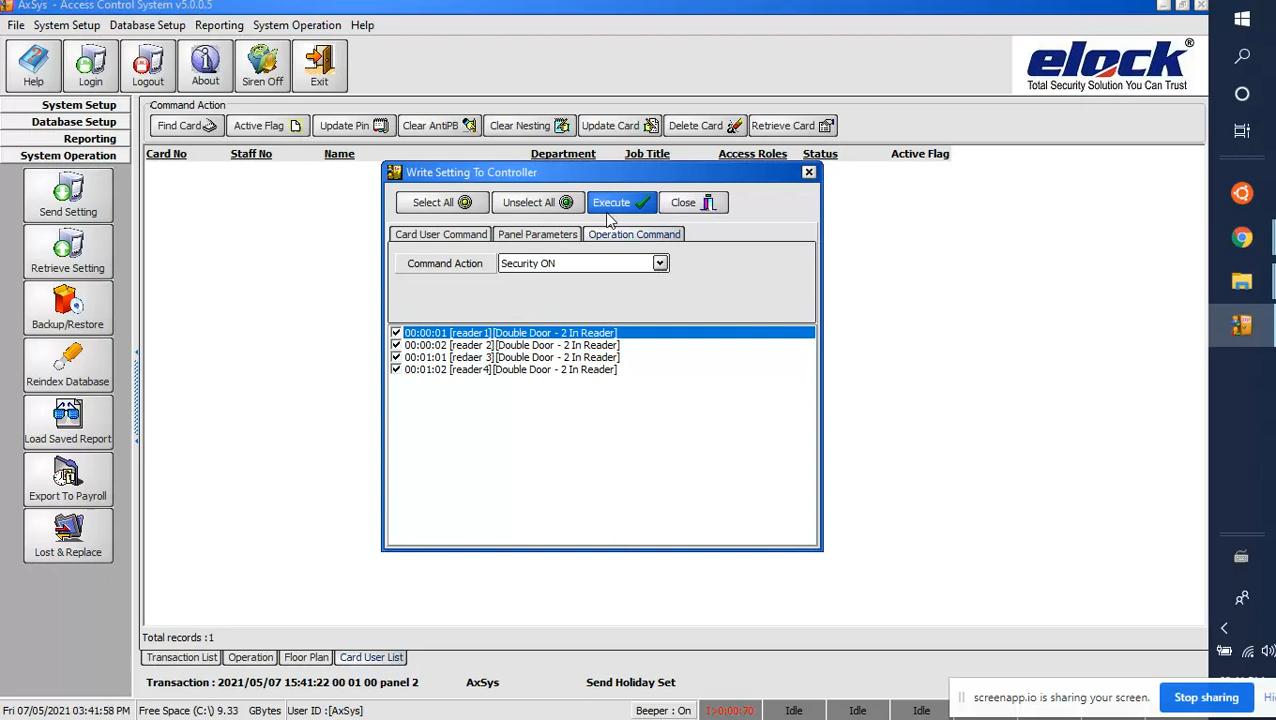 AxSys - Access Control System v5.0.0.5
File System Setup Database Setup Reporting System Operation Help
Help Login Logout About Siren Off Exit
elock®
Total Security Solution You Can Trust
System Setup
Database Setup
Reporting
System Operation
Send Setting
Retrieve Setting
Backup/Restore
Reindex Database
Load Saved Report
Export To Payroll
Lost & Replace
Command Action
Find Card Active Flag Update Pin Clear AntiPB Clear Nesting Update Card Delete Card Retrieve Card
Card No Staff No Name Department Job Title Access Roles Status Active Flag
Write Setting To Controller
Select All Unselect All Execute Close
Card User Command Panel Parameters Operation Command
Command Action Security ON
00:00:01 [reader 1][Double Door - 2 In Reader]
00:00:02 [reader 2][Double Door - 2 In Reader]
00:01:01 [redaer 3][Double Door - 2 In Reader]
00:01:02 [reader4][Double Door - 2 In Reader]
Total records :1
Transaction List Operation Floor Plan Card User List
Transaction : 2021/05/07 15:41:22 00 01 00 panel 2 AxSys Send Holiday Set
Fri 07/05/2021 03:41:58 PM Free Space (C:\) 9.33 GBytes User ID :[AxSys] Beeper : On I>0:00:70 Idle Idle Idle
screenapp.io is sharing your screen. Stop sharing